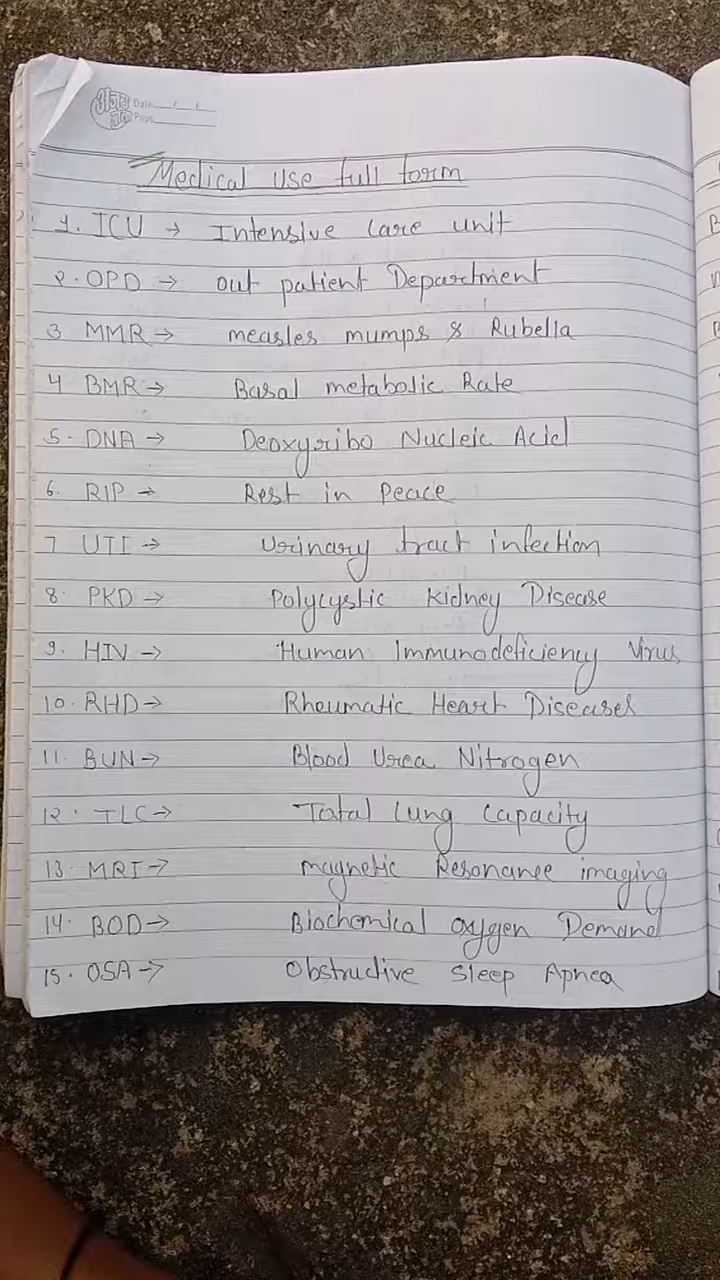 Date / /
Page
Medical use full form
1. ICU → Intensive Care unit
2. OPD → out patient Department
3 MMR → measles mumps & Rubella
4 BMR → Basal metabolic Rate
5. DNA → Deoxyribo Nucleic Acid
6. RIP → Rest in Peace
7 UTI → Urinary tract infection
8. PKD → Polycystic kidney Disease
9. HIV → Human Immunodeficiency Virus
10. RHD → Rheumatic Heart Diseases
11. BUN → Blood Urea Nitrogen
12. TLC → Total Lung Capacity
13. MRI → magnetic Resonance imaging
14. BOD → Biochemical oxygen Demand
15. OSA → Obstructive Sleep Apnea